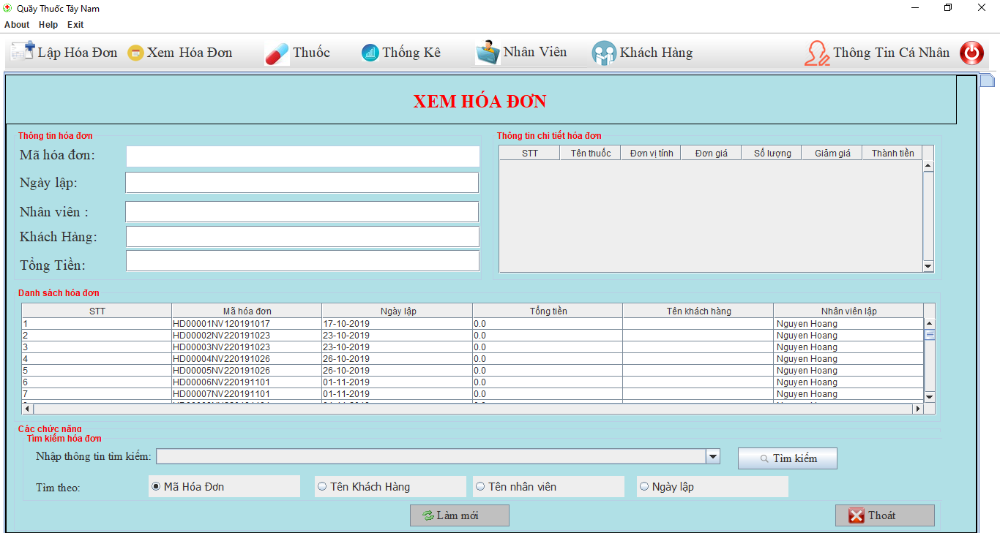 Quầy Thuốc Tây Nam
About Help Exit
Lập Hóa Đơn Xem Hóa Đơn Thuốc Thống Kê Nhân Viên Khách Hàng Thông Tin Cá Nhân
XEM HÓA ĐƠN
Thông tin hóa đơn
Mã hóa đơn:
Ngày lập:
Nhân viên :
Khách Hàng:
Tổng Tiền:
Thông tin chi tiết hóa đơn
STT Tên thuốc Đơn vị tính Đơn giá Số lượng Giảm giá Thành tiền
Danh sách hóa đơn
STT Mã hóa đơn Ngày lập Tổng tiền Tên khách hàng Nhân viên lập
1 HD00001NV120191017 17-10-2019 0.0 Nguyen Hoang
2 HD00002NV220191023 23-10-2019 0.0 Nguyen Hoang
3 HD00003NV220191023 23-10-2019 0.0 Nguyen Hoang
4 HD00004NV220191026 26-10-2019 0.0 Nguyen Hoang
5 HD00005NV220191026 26-10-2019 0.0 Nguyen Hoang
6 HD00006NV220191101 01-11-2019 0.0 Nguyen Hoang
7 HD00007NV220191101 01-11-2019 0.0 Nguyen Hoang
Các chức năng
Tìm kiếm hóa đơn
Nhập thông tin tìm kiếm: Tìm kiếm
Tìm theo: Mã Hóa Đơn Tên Khách Hàng Tên nhân viên Ngày lập
Làm mới Thoát